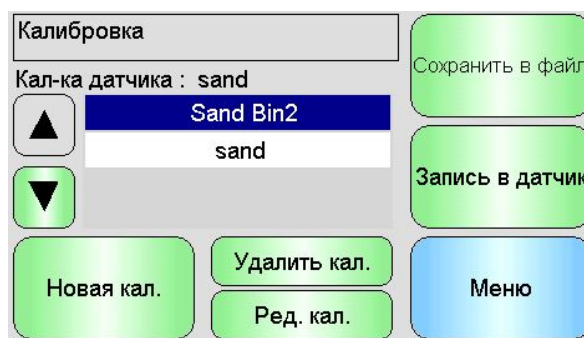 Калибровка
Сохранить в файл
Кал-ка датчика : sand
Sand Bin2
sand
Запись в датчик
Новая кал.
Удалить кал.
Ред. кал.
Меню